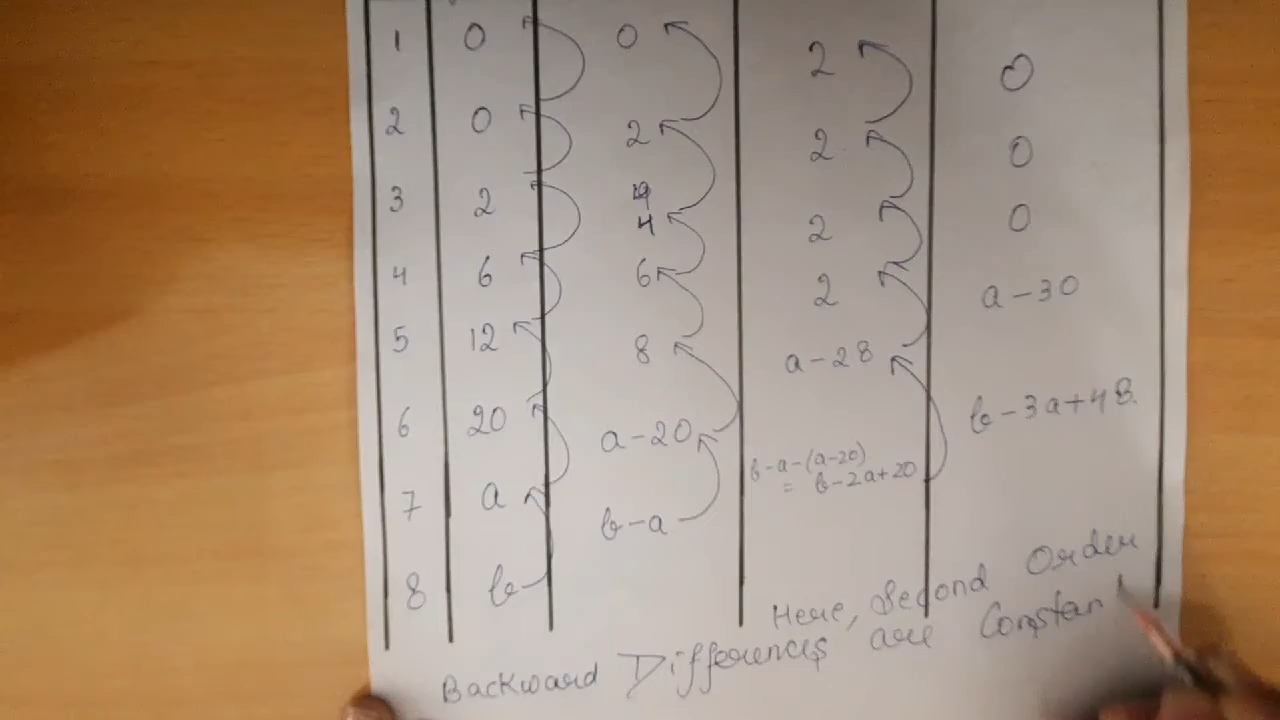 1 0 0 2 0
2 0 2 2 0
3 2 4 2 0
4 6 6 2 a-30
5 12 8 a-28 b-3a+48
6 20 a-20 b-a-(a-20)
= b-2a+20
7 a b-a
8 b
Here, Second Order
Backward Differences are Constant